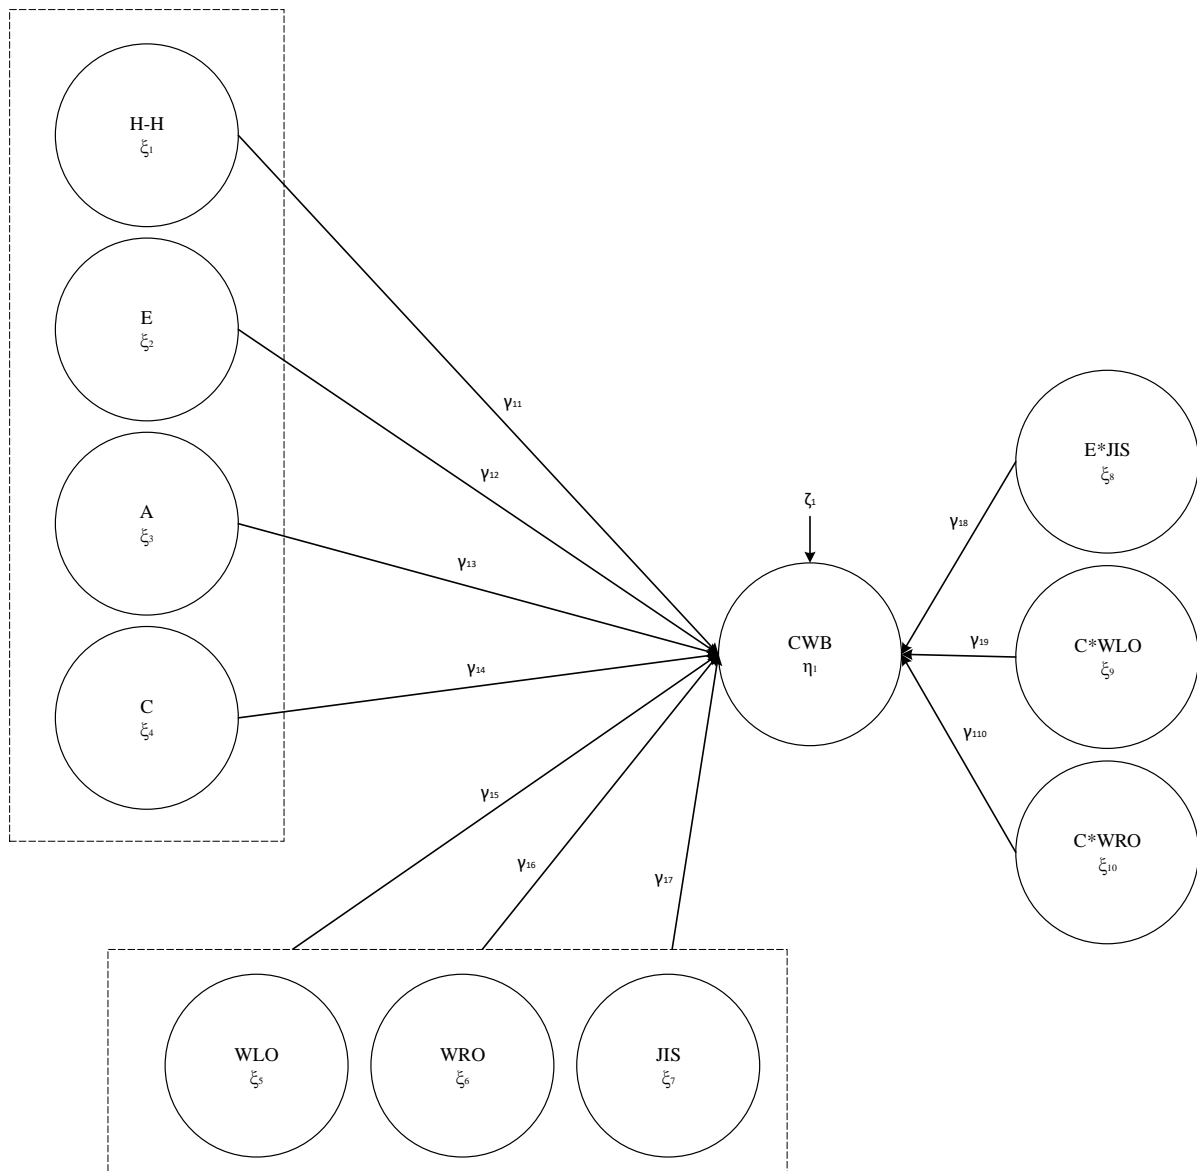 H-H
ξ₁
E
ξ₂
A
ξ₃
C
ξ₄
γ₁₁
γ₁₂
γ₁₃
γ₁₄
γ₁₅
γ₁₆
γ₁₇
ζ₁
CWB
η₁
γ₁₈
γ₁₉
γ₁₁₀
E*JIS
ξ₈
C*WLO
ξ₉
C*WRO
ξ₁₀
WLO
ξ₅
WRO
ξ₆
JIS
ξ₇